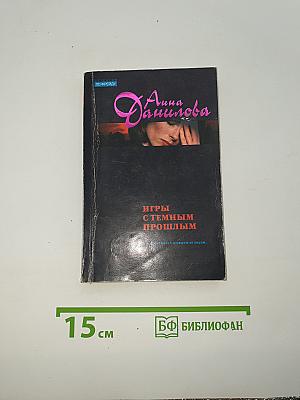 Анна
Данилова
ИГРЫ
С ТЕМНЫМ
ПРОШЛЫМ
15 см
БФ БИБЛИОФАН